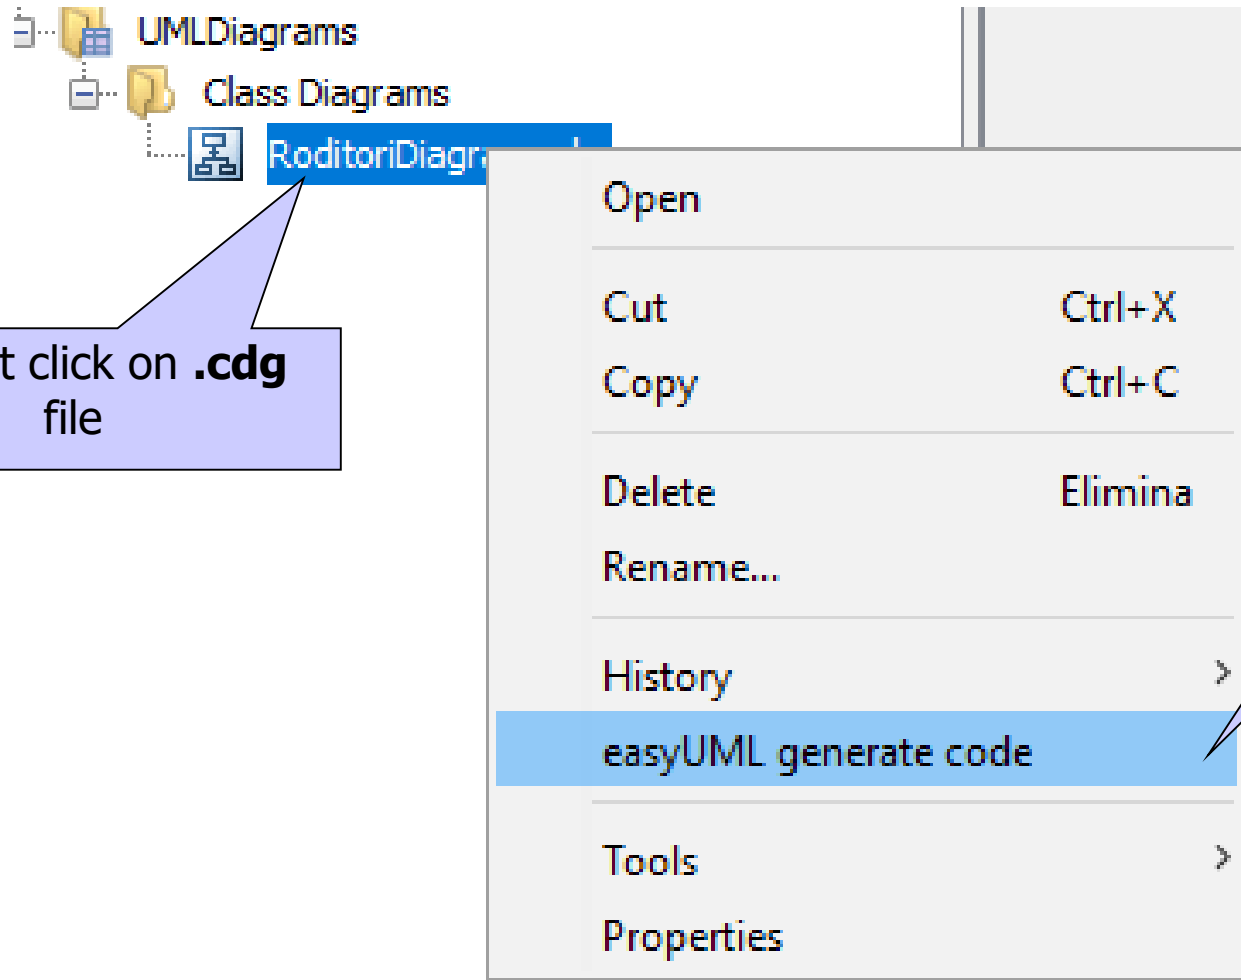 UMLDiagrams
Class Diagrams
RoditoriDiagr
t click on .cdg
file
Open
Cut Ctrl+X
Copy Ctrl+C
Delete Elimina
Rename...
History >
easyUML generate code
Tools >
Properties